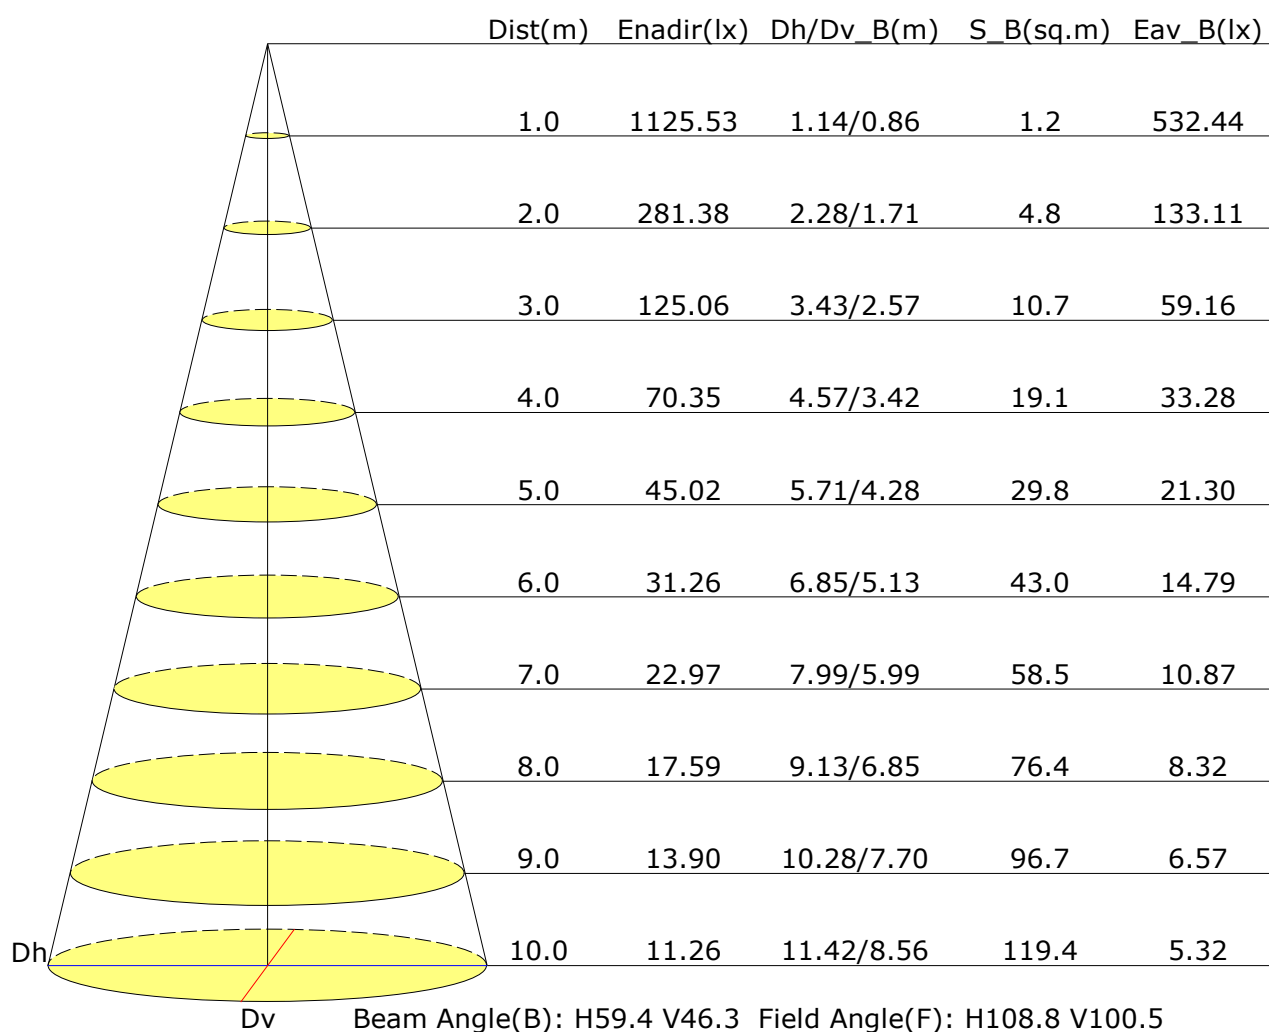 Dist(m) Enadir(lx) Dh/Dv_B(m) S_B(sq.m) Eav_B(lx)
1.0 1125.53 1.14/0.86 1.2 532.44
2.0 281.38 2.28/1.71 4.8 133.11
3.0 125.06 3.43/2.57 10.7 59.16
4.0 70.35 4.57/3.42 19.1 33.28
5.0 45.02 5.71/4.28 29.8 21.30
6.0 31.26 6.85/5.13 43.0 14.79
7.0 22.97 7.99/5.99 58.5 10.87
8.0 17.59 9.13/6.85 76.4 8.32
9.0 13.90 10.28/7.70 96.7 6.57
Dh 10.0 11.26 11.42/8.56 119.4 5.32
Dv Beam Angle(B): H59.4 V46.3 Field Angle(F): H108.8 V100.5